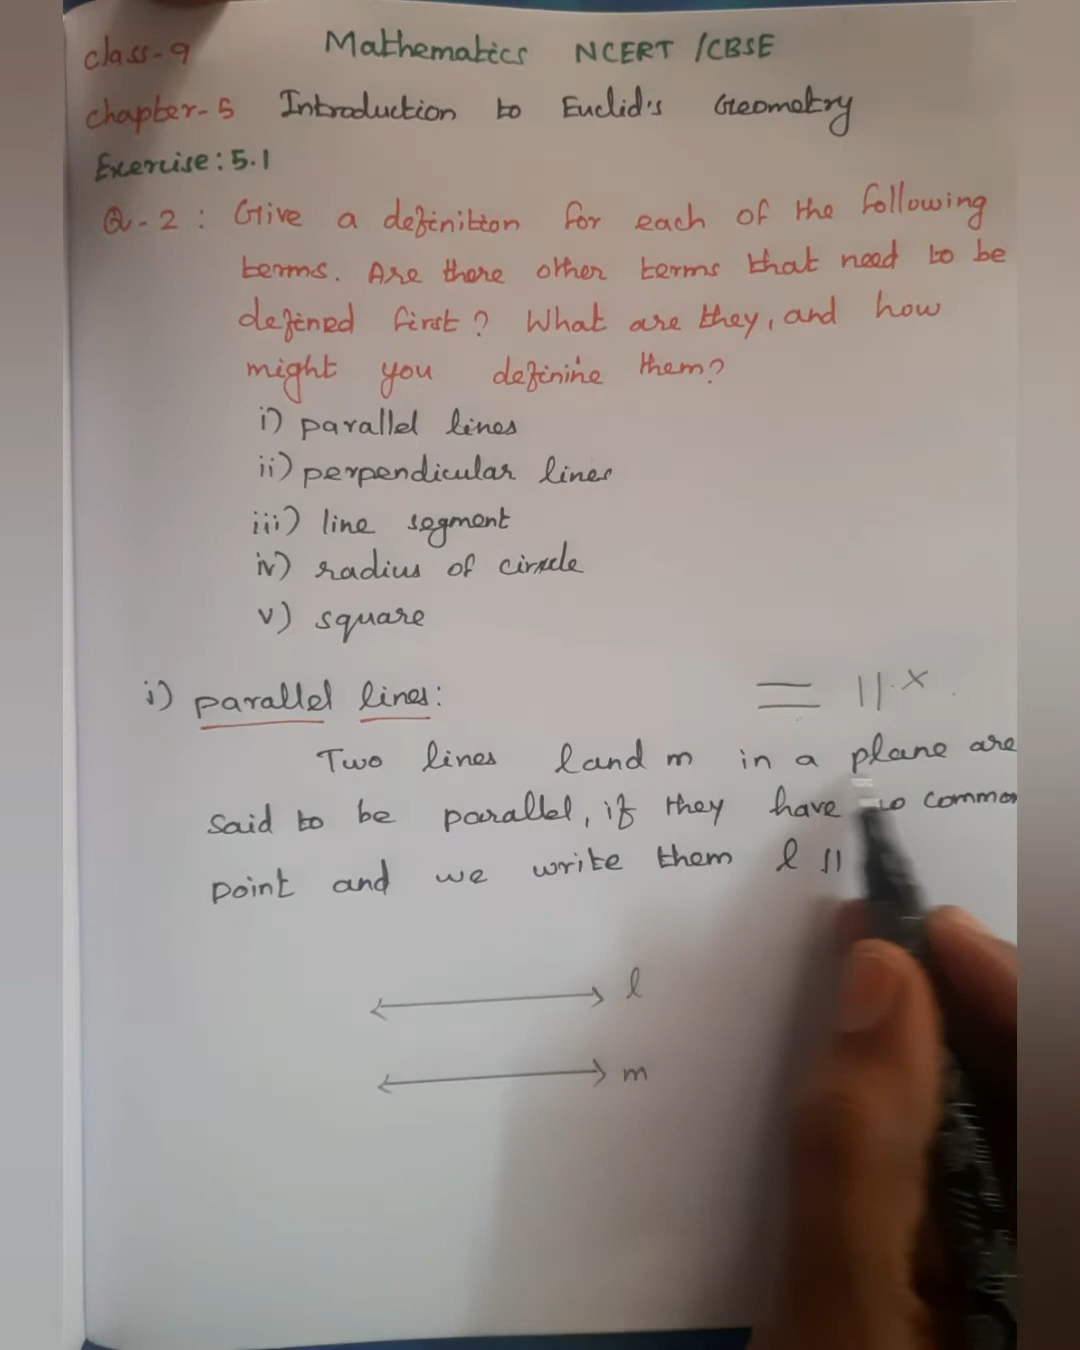 class-9 Mathematics NCERT /CBSE
chapter-5 Introduction to Euclid's Geometry
Exercise:5.1
Q-2: Give a definition for each of the following
terms. Are there other terms that need to be
defined first? What are they, and how
might you definine them?
i) parallel lines
ii) perpendicular lines
iii) line segment
iv) radius of circle
v) square
i) parallel lines: = || x
Two lines l and m in a plane are
said to be parallel, if they have no common
point and we write them l ||
l
m